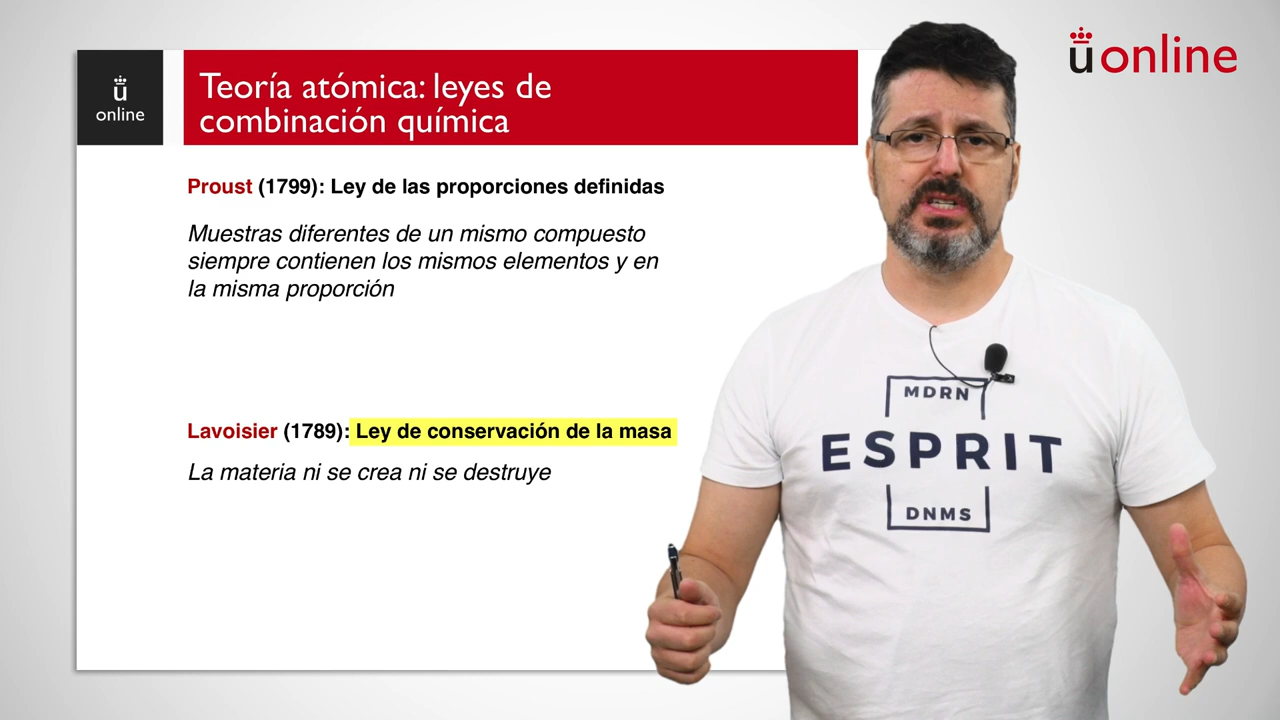 ü
online
Teoría atómica: leyes de
combinación química
Proust (1799): Ley de las proporciones definidas
Muestras diferentes de un mismo compuesto
siempre contienen los mismos elementos y en
la misma proporción
Lavoisier (1789): Ley de conservación de la masa
La materia ni se crea ni se destruye
üonline
MDRN
ESPRIT
DNMS